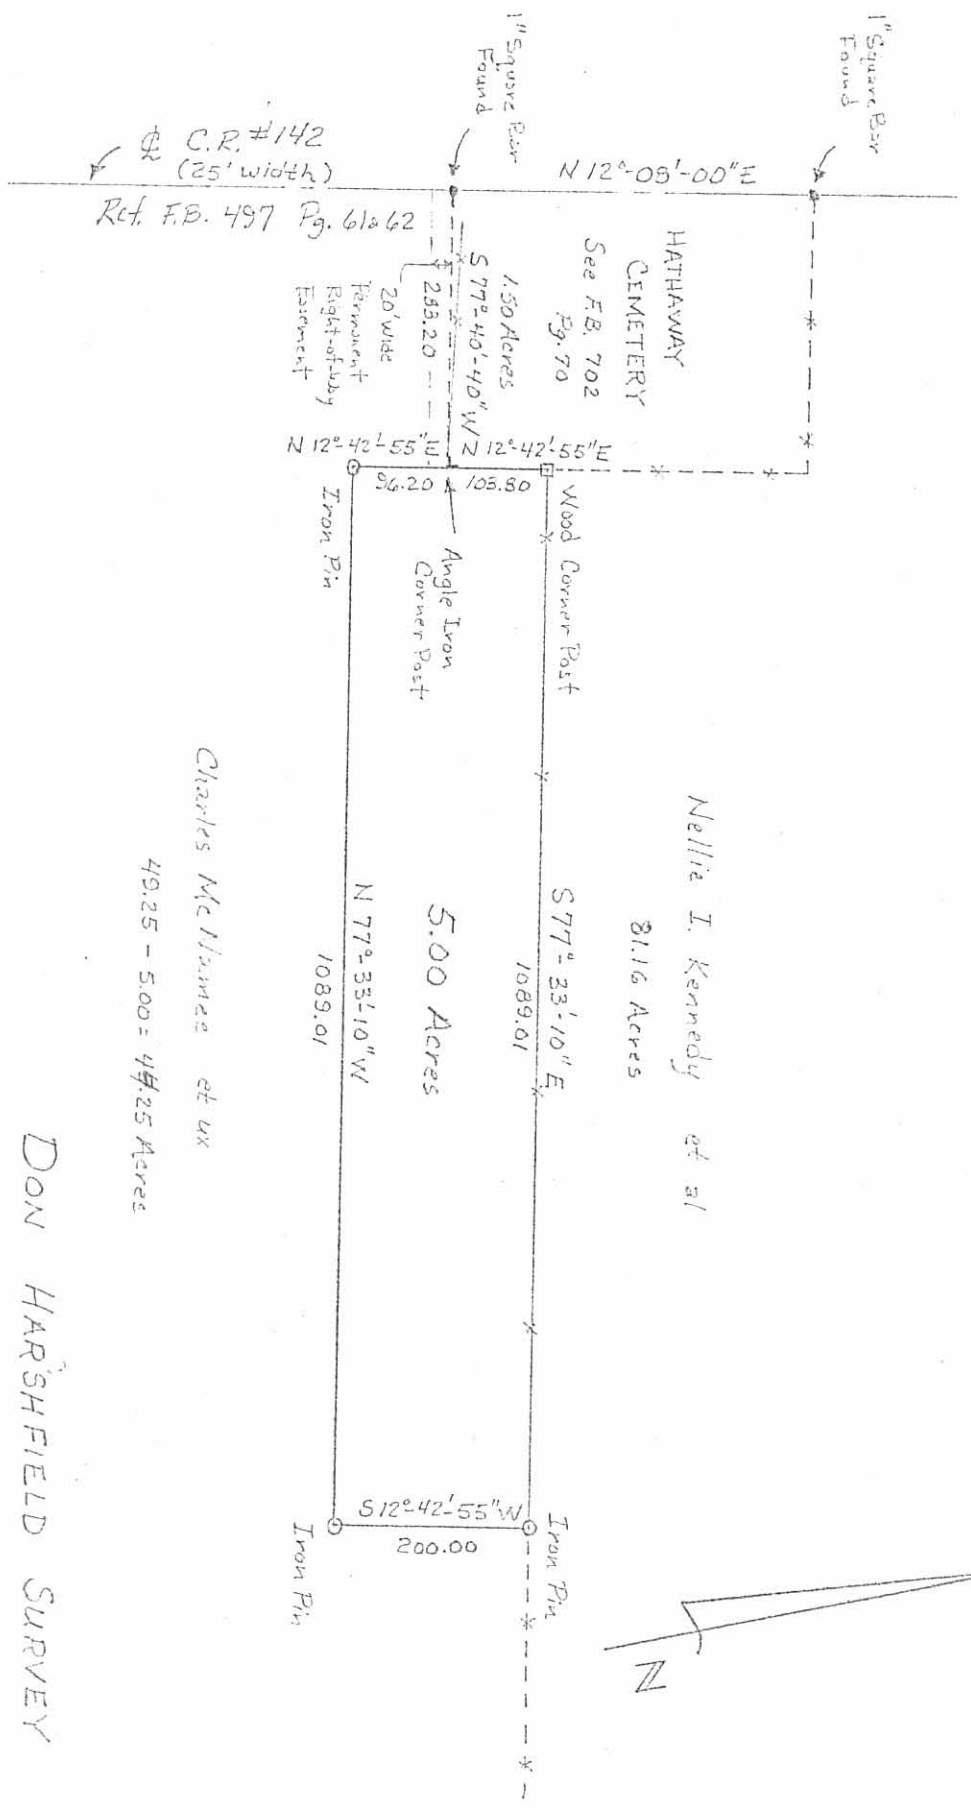 1" Square Bar
Found
1" Square Bar
Found
℄ C.R. #142
(25' width)
N 12°-08'-00" E
Ref. F.B. 497 Pg. 61&62
HATHAWAY
CEMETERY
See F.B. 702
Pg. 70
1.50 Acres
S 77°-40'-40" W
283.20
20' Wide
Permanent
Right-of-Way
Easement
N 12°-42'-55" E
N 12°-42'-55" E
96.20
103.80
Iron Pin
Angle Iron
Corner Post
Wood Corner Post
Nellie I. Kennedy et al
81.16 Acres
S 77°-33'-10" E
1089.01
5.00 Acres
N 77°-33'-10" W
1089.01
Charles McNamee et ux
49.25 - 5.00 = 44.25 Acres
S 12°-42'-55" W
200.00
Iron Pin
Iron Pin
N
DON HARSHFIELD SURVEY